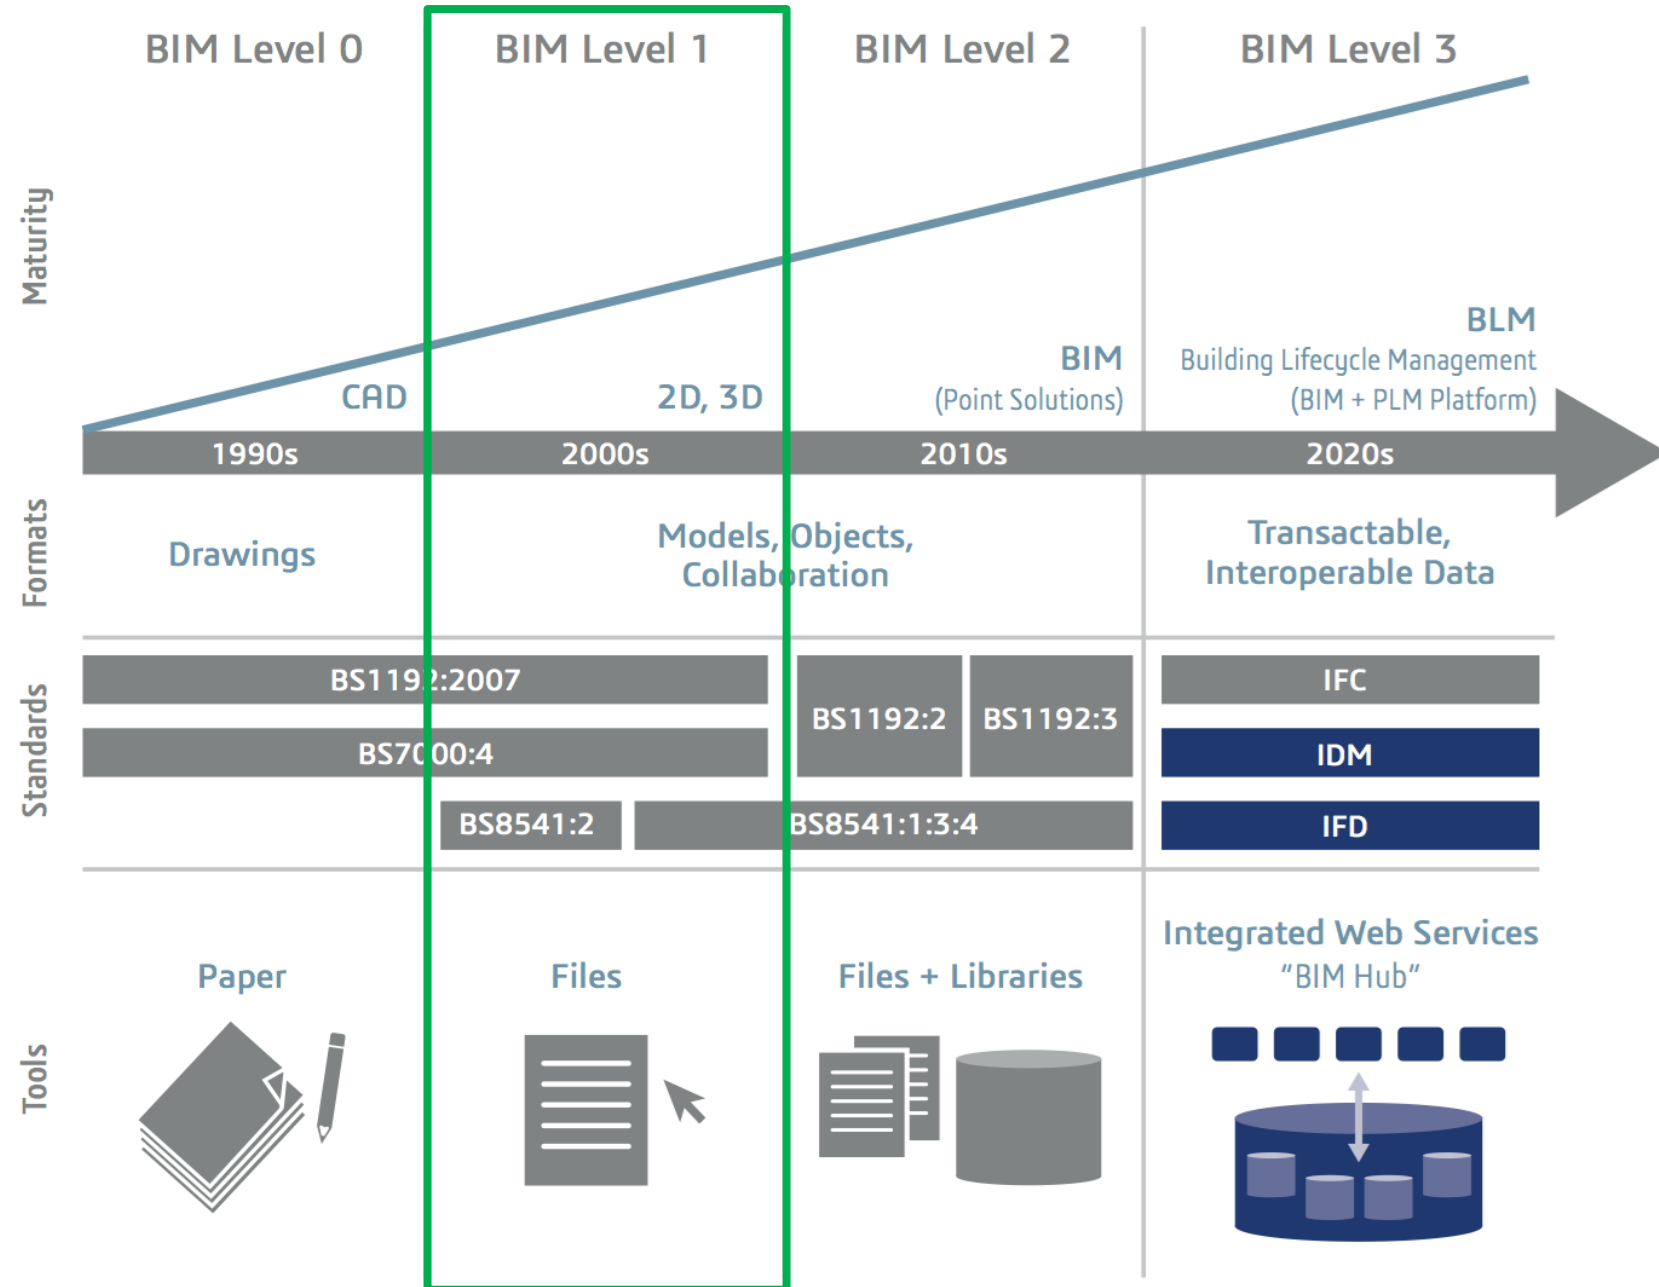 BIM Level 0
BIM Level 1
BIM Level 2
BIM Level 3
Maturity
CAD
2D, 3D
BIM
(Point Solutions)
BLM
Building Lifecycle Management
(BIM + PLM Platform)
1990s
2000s
2010s
2020s
Formats
Drawings
Models, Objects,
Collaboration
Transactable,
Interoperable Data
Standards
BS1192:2007
BS7000:4
BS8541:2
BS8541:1:3:4
BS1192:2
BS1192:3
IFC
IDM
IFD
Tools
Paper
Files
Files + Libraries
Integrated Web Services
"BIM Hub"